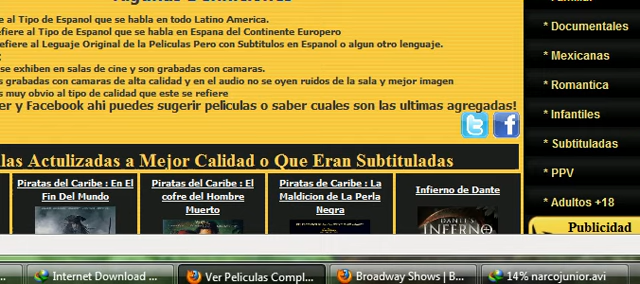 e al Tipo de Espanol que se habla en todo Latino America.
efiere al Tipo de Espanol que se habla en Espana del Continente Europero
efiere al Leguaje Original de la Peliculas Pero con Subtitulos en Espanol o algun otro lenguaje.
:
se exhiben en salas de cine y son grabadas con camaras.
s grabadas con camaras de alta calidad y en el audio no se oyen ruidos de la sala y mejor imagen
s muy obvio al tipo de calidad que este se refiere
er y Facebook ahi puedes sugerir peliculas o saber cuales son las ultimas agregadas!
las Actulizadas a Mejor Calidad o Que Eran Subtituladas
Piratas del Caribe : En El
Fin Del Mundo
Piratas del Caribe : El
cofre del Hombre
Muerto
Piratas de Caribe : La
Maldicion de La Perla
Negra
Infierno de Dante
DANTE'S
INFERNO
* Documentales
* Mexicanas
* Romantica
* Infantiles
* Subtituladas
* PPV
* Adultos +18
Publicidad
...
Internet Download ...
Ver Peliculas Compl...
Broadway Shows | B...
14% narcojunior.avi